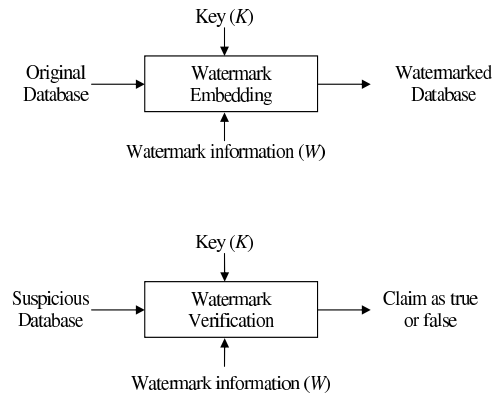 Key (K)
Original
Database
Watermark
Embedding
Watermarked
Database
Watermark information (W)
Key (K)
Suspicious
Database
Watermark
Verification
Claim as true
or false
Watermark information (W)